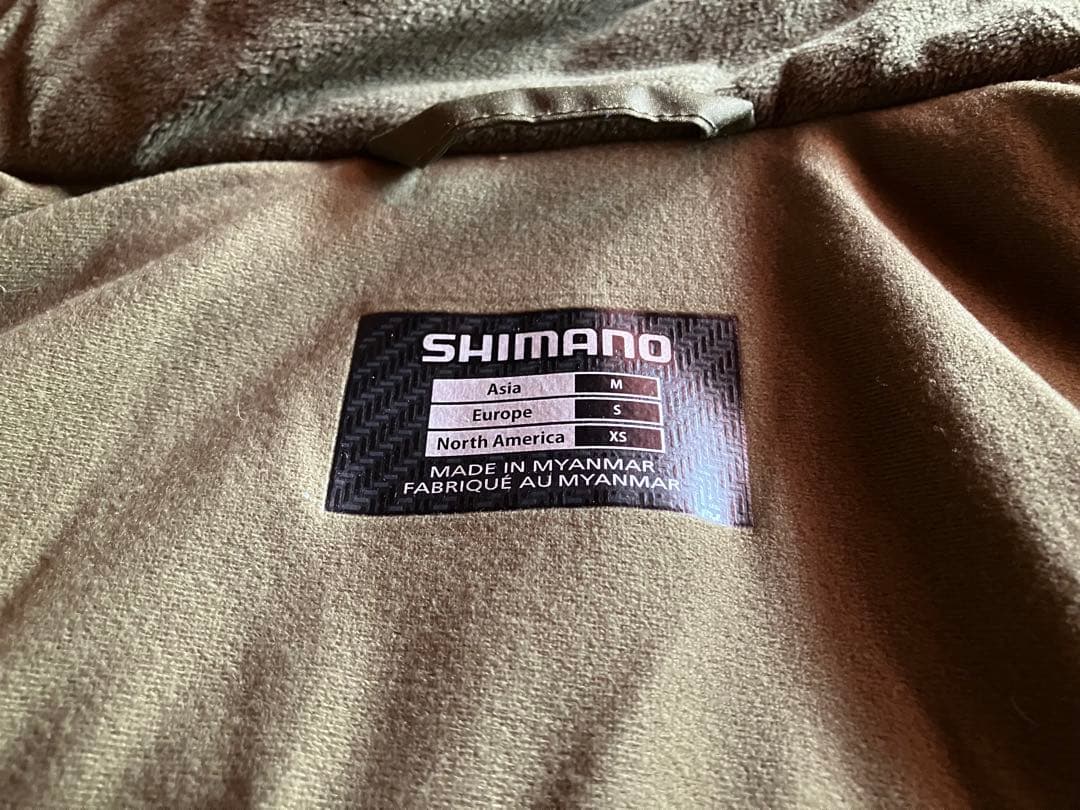 SHIMANO
Asia M
Europe S
North America XS
MADE IN MYANMAR
FABRIQUÉ AU MYANMAR